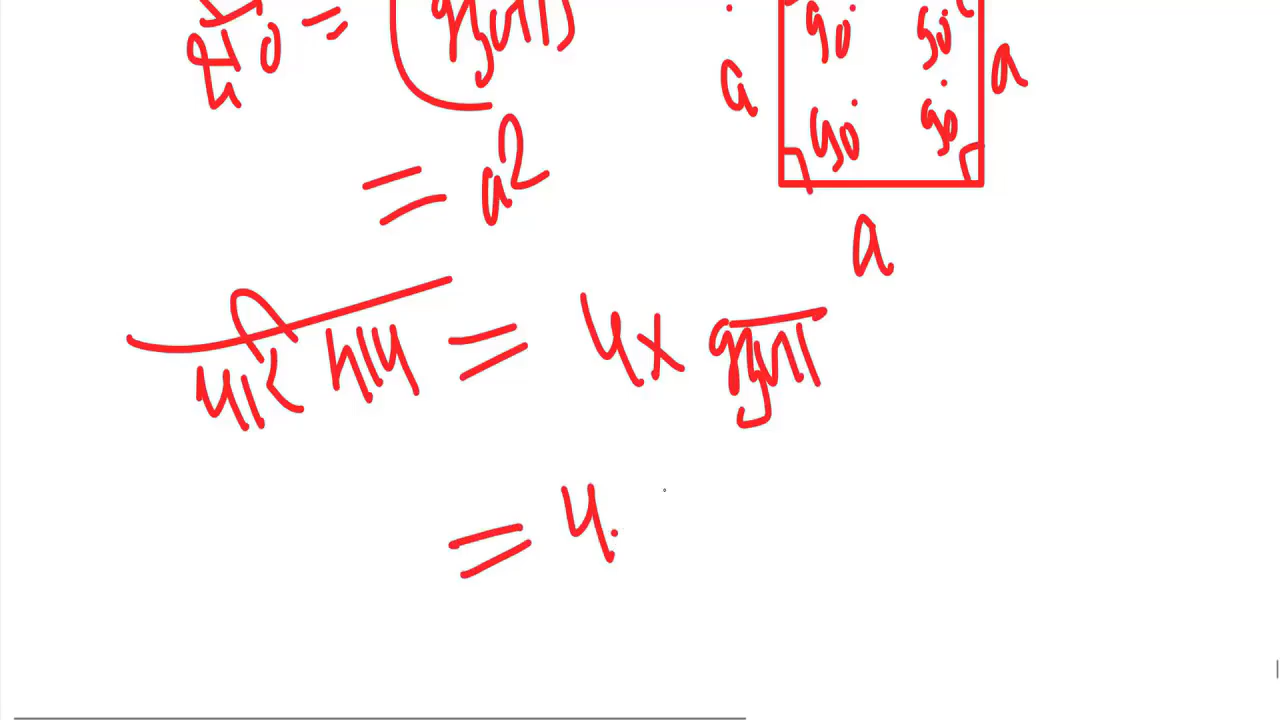 = (भुजा)
90° 90°
a a
90° 90°
= a²
a
परिमाप = 4 × भुजा
= 4.